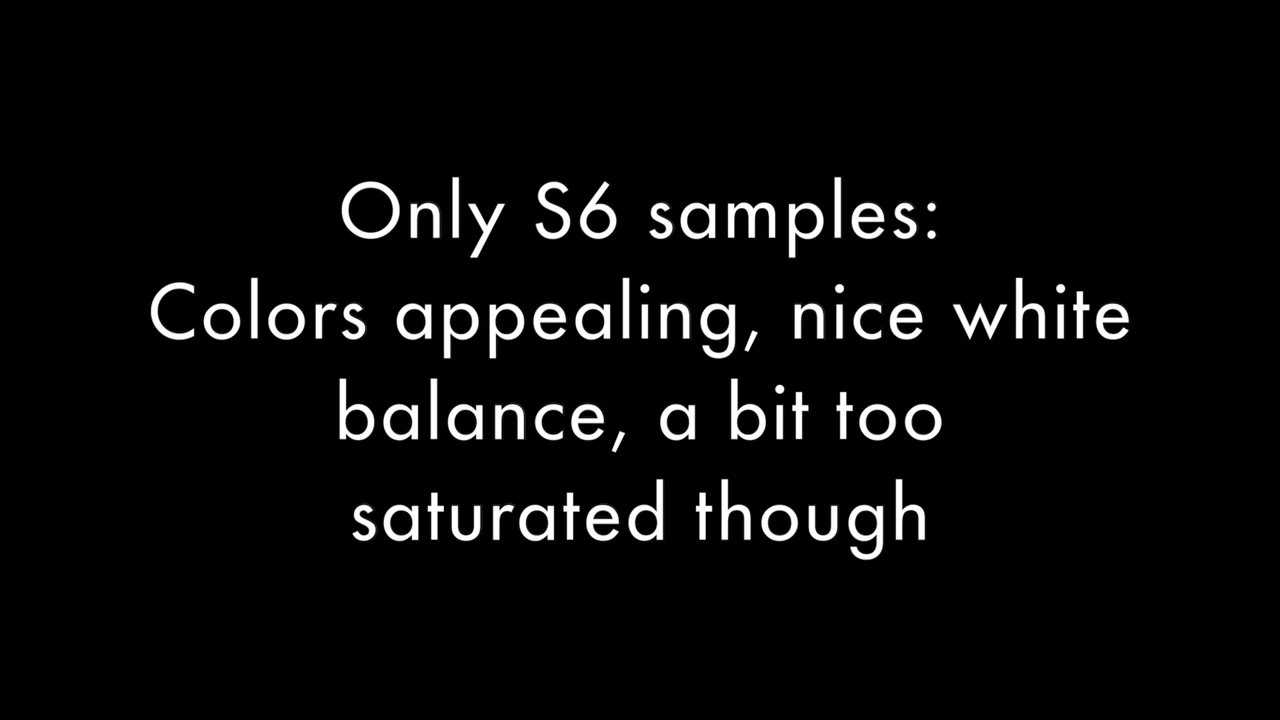 Only S6 samples:
Colors appealing, nice white
balance, a bit too
saturated though